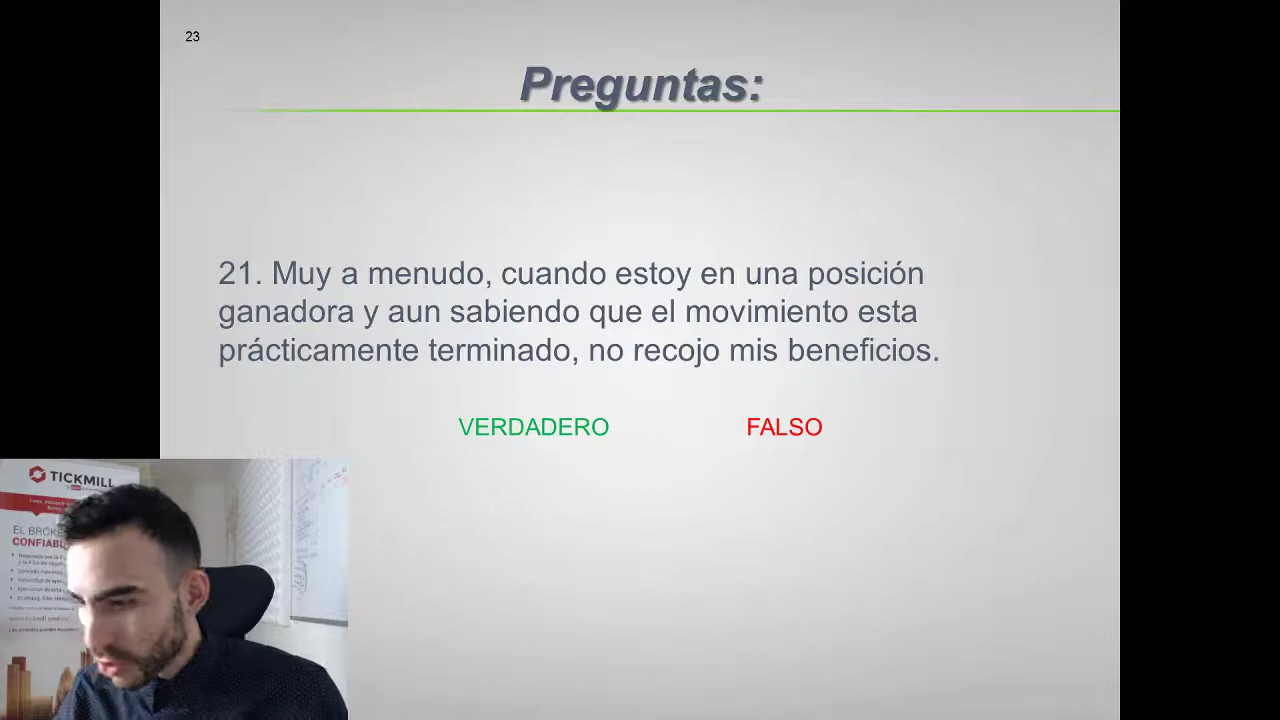 23
Preguntas:
21. Muy a menudo, cuando estoy en una posición
ganadora y aun sabiendo que el movimiento esta
prácticamente terminado, no recojo mis beneficios.
VERDADERO FALSO
TICKMILL
EL BROKE
CONFIABL